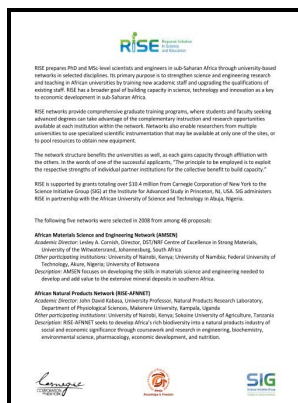 RISE Regional Initiative
in Science
and Education
RISE prepares PhD and MSc-level scientists and engineers in sub-Saharan Africa through university-based
networks in selected disciplines. Its primary purpose is to strengthen science and engineering research
and teaching in African universities by training new academic staff and upgrading the qualifications of
existing staff. RISE has a broader goal of building capacity in science, technology and innovation as a key
to economic development in sub-Saharan Africa.
RISE networks provide comprehensive graduate training programs, where students and faculty seeking
advanced degrees can take advantage of the complementary instruction and research opportunities
available at each institution within the network. Networks also enable researchers from multiple
universities to use specialized scientific instrumentation that may be available at only one of the sites, or
to pool resources to obtain new equipment.
The network structure benefits the universities as well, as each gains capacity through affiliation with
the others. In the words of one of the successful applicants, "The principle to be employed is to exploit
the respective strengths of individual partner institutions for the collective benefit to build capacity."
RISE is supported by grants totaling over $10.4 million from Carnegie Corporation of New York to the
Science Initiative Group (SIG) at the Institute for Advanced Study in Princeton, NJ, USA. SIG administers
RISE in partnership with the African University of Science and Technology in Abuja, Nigeria.
The following five networks were selected in 2008 from among 48 proposals:
African Materials Science and Engineering Network (AMSEN)
Academic Director: Lesley A. Cornish, Director, DST/NRF Centre of Excellence in Strong Materials,
University of the Witwatersrand, Johannesburg, South Africa
Other participating institutions: University of Nairobi, Kenya; University of Namibia; Federal University of
Technology, Akure, Nigeria; University of Botswana
Description: AMSEN focuses on developing the skills in materials science and engineering needed to
develop and add value to the extensive mineral deposits in southern Africa.
African Natural Products Network (RISE-AFNNET)
Academic Director: John David Kabasa, University Professor, Natural Products Research Laboratory,
Department of Physiological Sciences, Makerere University, Kampala, Uganda
Other participating institutions: University of Nairobi, Kenya; Sokoine University of Agriculture, Tanzania
Description: RISE-AFNNET seeks to develop Africa's rich biodiversity into a natural products industry of
social and economic significance through coursework and research in engineering, biochemistry,
environmental science, pharmacology, economic development, and nutrition.
Carnegie
CORPORATION
OF NEW YORK
SIG